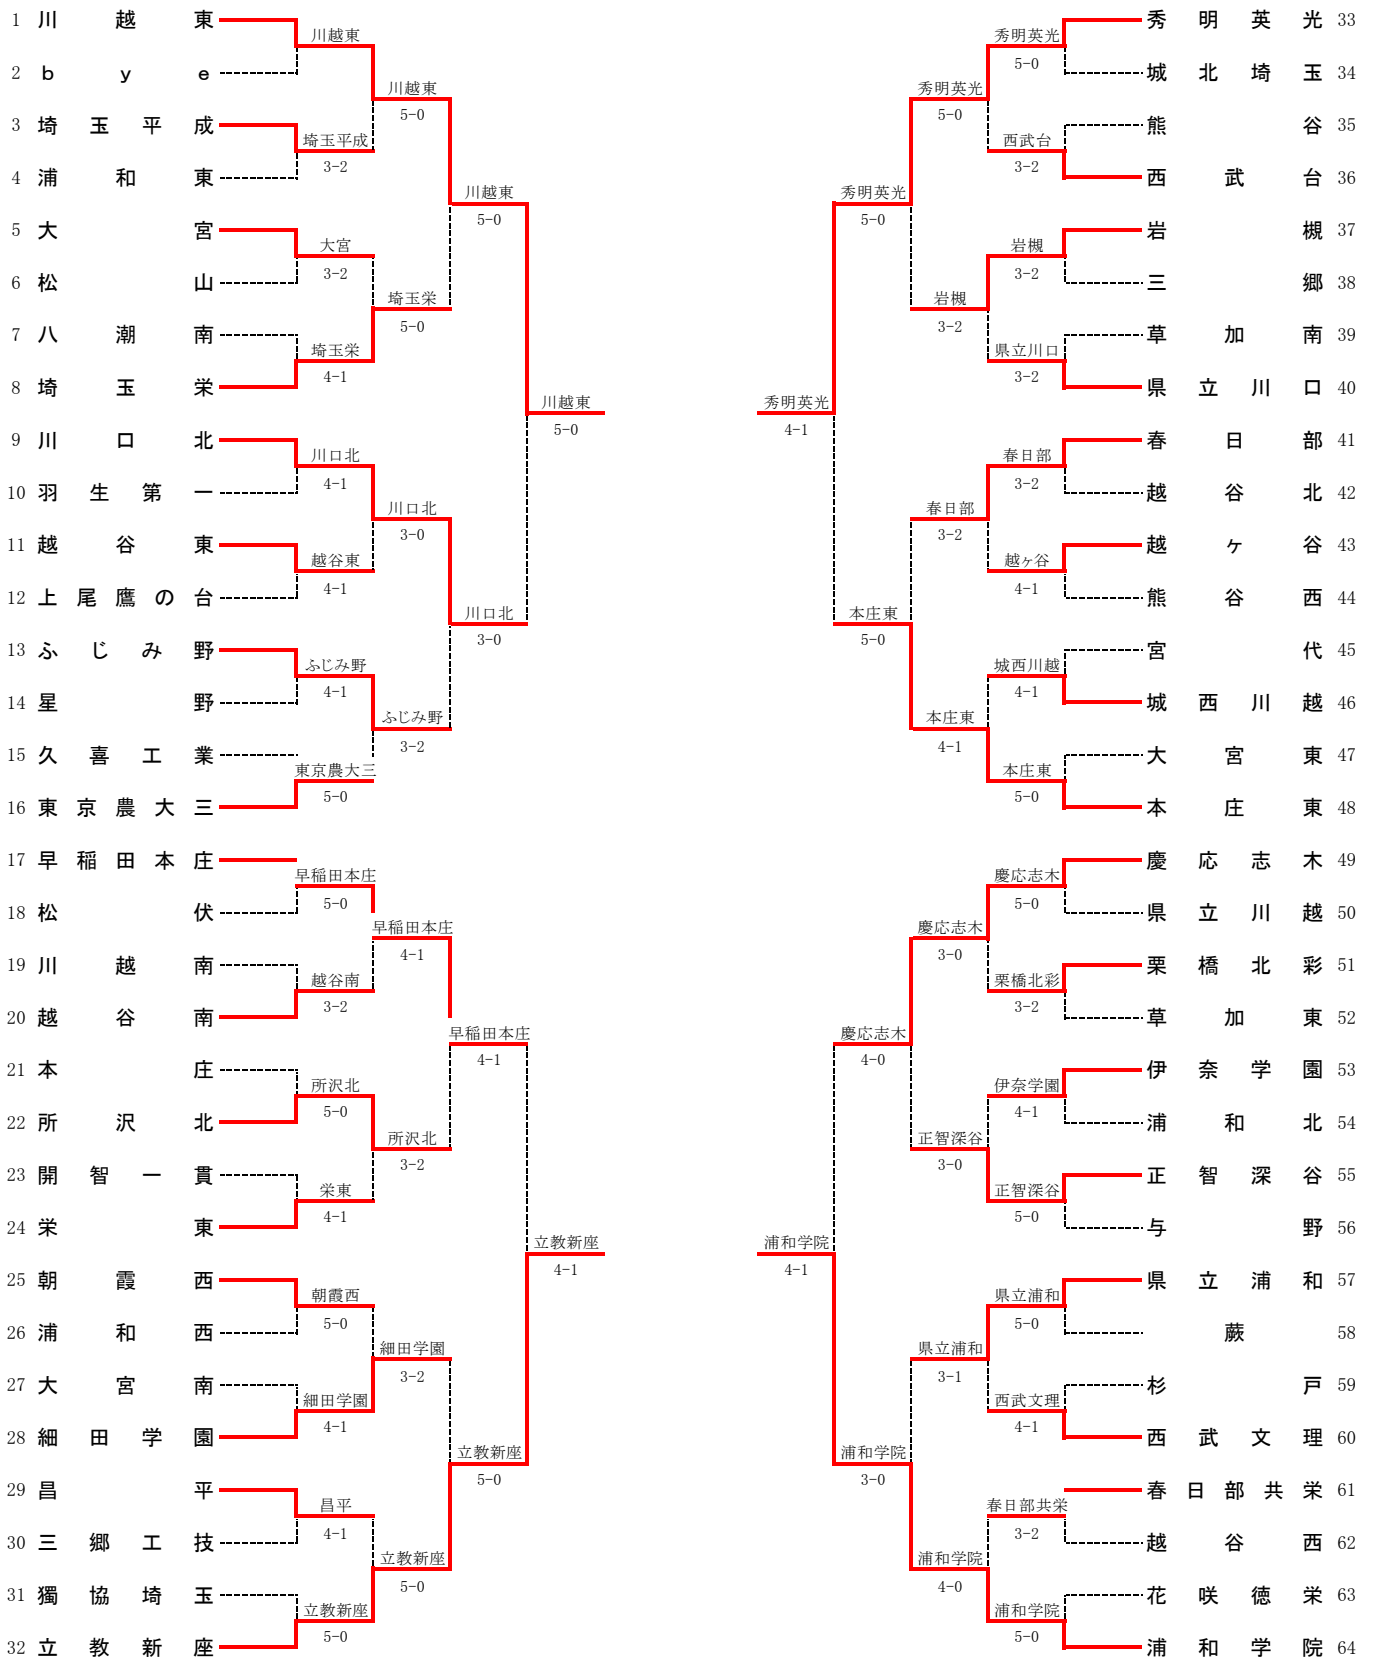 1 川越東
2 bye
3 埼玉平成
4 浦和東
5 大宮
6 松山
7 八潮南
8 埼玉栄
9 川口北
10 羽生第一
11 越谷東
12 上尾鷹の台
13 ふじみ野
14 星野
15 久喜工業
16 東京農大三
17 早稲田本庄
18 松伏
19 川越南
20 越谷南
21 本庄
22 所沢北
23 開智一貫
24 栄東
25 朝霞西
26 浦和西
27 大宮南
28 細田学園
29 昌平
30 三郷工技
31 獨協埼玉
32 立教新座
川越東
埼玉平成
3-2
大宮
3-2
埼玉栄
4-1
川口北
4-1
越谷東
4-1
ふじみ野
4-1
東京農大三
5-0
早稲田本庄
5-0
越谷南
3-2
所沢北
5-0
栄東
4-1
朝霞西
5-0
細田学園
4-1
昌平
4-1
立教新座
5-0
川越東
5-0
埼玉栄
5-0
川口北
3-0
ふじみ野
3-2
早稲田本庄
4-1
所沢北
3-2
細田学園
3-2
立教新座
5-0
川越東
5-0
川口北
3-0
早稲田本庄
4-1
立教新座
5-0
川越東
5-0
立教新座
4-1
秀明英光
4-1
浦和学院
4-1
秀明英光
5-0
本庄東
5-0
慶応志木
4-0
浦和学院
3-0
秀明英光
5-0
岩槻
3-2
春日部
3-2
本庄東
4-1
慶応志木
3-0
正智深谷
3-0
県立浦和
3-1
浦和学院
4-0
秀明英光
5-0
西武台
3-2
岩槻
3-2
県立川口
3-2
春日部
3-2
越ヶ谷
4-1
城西川越
4-1
本庄東
5-0
慶応志木
5-0
栗橋北彩
3-2
伊奈学園
4-1
正智深谷
5-0
県立浦和
5-0
西武文理
4-1
春日部共栄
3-2
浦和学院
5-0
秀明英光 33
城北埼玉 34
熊谷 35
西武台 36
岩槻 37
三郷 38
草加南 39
県立川口 40
春日部 41
越谷北 42
越ヶ谷 43
熊谷西 44
宮代 45
城西川越 46
大宮東 47
本庄東 48
慶応志木 49
県立川越 50
栗橋北彩 51
草加東 52
伊奈学園 53
浦和北 54
正智深谷 55
与野 56
県立浦和 57
蕨 58
杉戸 59
西武文理 60
春日部共栄 61
越谷西 62
花咲徳栄 63
浦和学院 64